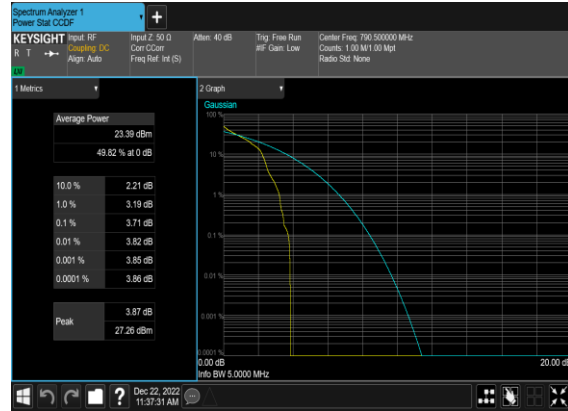 Spectrum Analyzer 1
Power Stat CCDF
KEYSIGHT Input: RF Input Z: 50 Ω Atten: 40 dB Trig: Free Run Center Freq: 790.500000 MHz
R T Coupling: DC Corr CCorr #IF Gain: Low Counts: 1.00 M/1.00 Mpt
Align: Auto Freq Ref: Int (S) Radio Std: None
LXI
1 Metrics
2 Graph
Average Power
23.39 dBm
49.82 % at 0 dB
10.0 % 2.21 dB
1.0 % 3.19 dB
0.1 % 3.71 dB
0.01 % 3.82 dB
0.001 % 3.85 dB
0.0001 % 3.86 dB
Peak
3.87 dB
27.26 dBm
Gaussian
100 %
10 %
1 %
0.1 %
0.01 %
0.001 %
0.0001 %
0.00 dB 20.00 dB
Info BW 5.0000 MHz
? Dec 22, 2022
11:37:31 AM